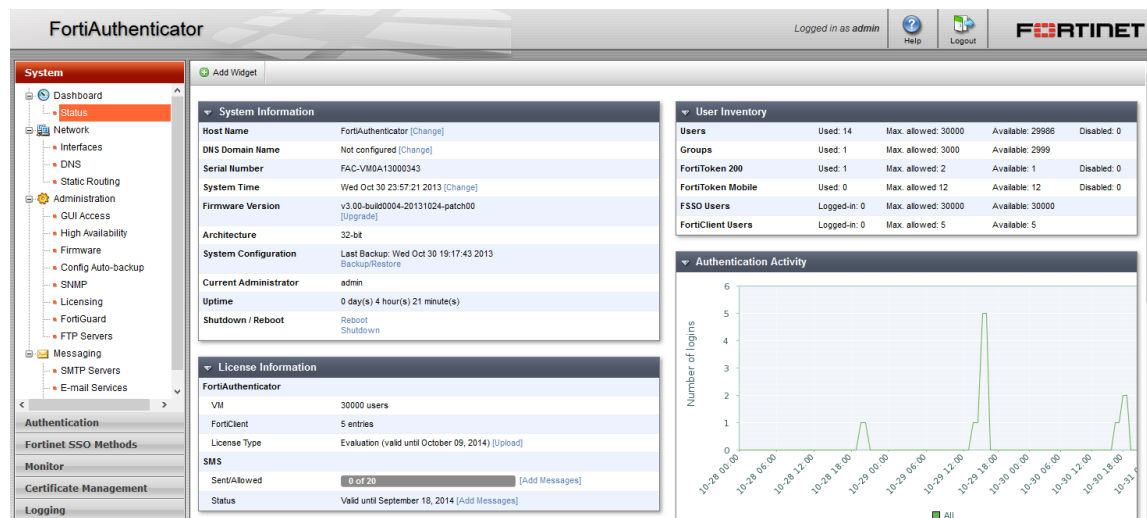 FortiAuthenticator
Logged in as admin
Help
Logout
FORTINET
System
Dashboard
Status
Network
Interfaces
DNS
Static Routing
Administration
GUI Access
High Availability
Firmware
Config Auto-backup
SNMP
Licensing
FortiGuard
FTP Servers
Messaging
SMTP Servers
E-mail Services
Authentication
Fortinet SSO Methods
Monitor
Certificate Management
Logging
Add Widget
System Information
Host Name FortiAuthenticator [Change]
DNS Domain Name Not configured [Change]
Serial Number FAC-VM0A13000343
System Time Wed Oct 30 23:57:21 2013 [Change]
Firmware Version v3.00-build0004-20131024-patch00
[Upgrade]
Architecture 32-bit
System Configuration Last Backup: Wed Oct 30 19:17:43 2013
Backup/Restore
Current Administrator admin
Uptime 0 day(s) 4 hour(s) 21 minute(s)
Shutdown / Reboot Reboot
Shutdown
License Information
FortiAuthenticator
VM 30000 users
FortiClient 5 entries
License Type Evaluation (valid until October 09, 2014) [Upload]
SMS
Sent/Allowed 0 of 20 [Add Messages]
Status Valid until September 18, 2014 [Add Messages]
User Inventory
Users Used: 14 Max. allowed: 30000 Available: 29986 Disabled: 0
Groups Used: 1 Max. allowed: 3000 Available: 2999
FortiToken 200 Used: 1 Max. allowed: 2 Available: 1 Disabled: 0
FortiToken Mobile Used: 0 Max. allowed 12 Available: 12 Disabled: 0
FSSO Users Logged-in: 0 Max. allowed: 30000 Available: 30000
FortiClient Users Logged-in: 0 Max. allowed: 5 Available: 5
Authentication Activity
Number of logins
6
5
4
3
2
1
0
10-28 00:00
10-28 06:00
10-28 12:00
10-28 18:00
10-29 00:00
10-29 06:00
10-29 12:00
10-29 18:00
10-30 00:00
10-30 06:00
10-30 12:00
10-30 18:00
All